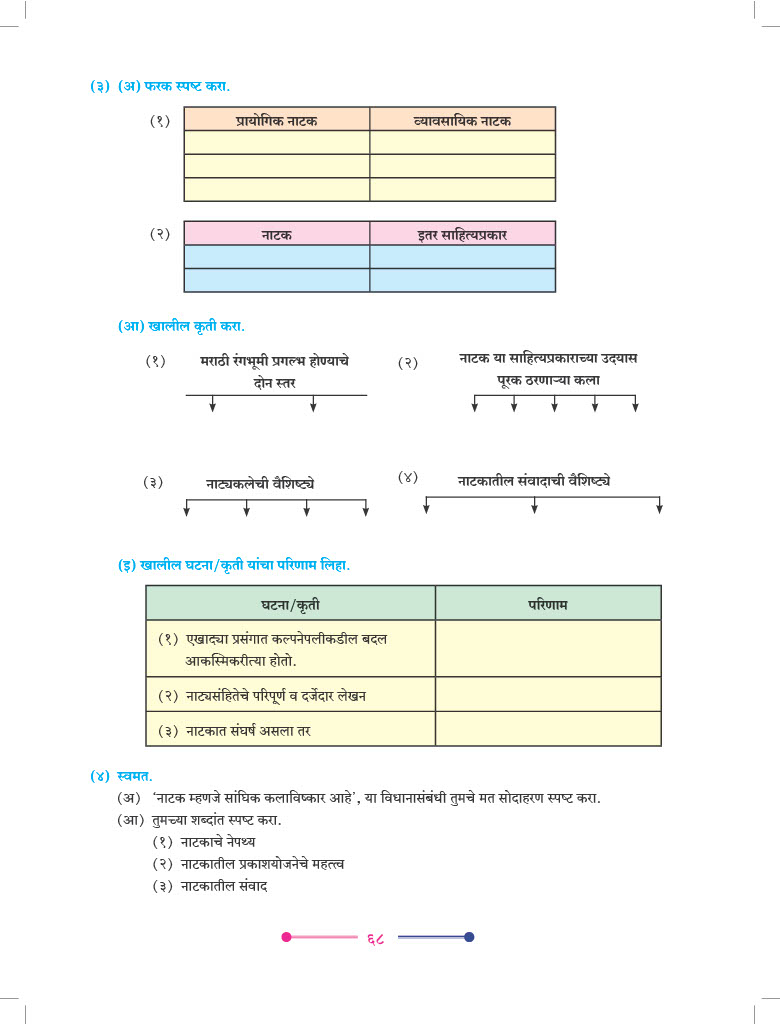 (३) (अ) फरक स्पष्ट करा.
(१) प्रायोगिक नाटक व्यावसायिक नाटक
(२) नाटक इतर साहित्यप्रकार
(आ) खालील कृती करा.
(१) मराठी रंगभूमी प्रगल्भ होण्याचे
दोन स्तर
(२) नाटक या साहित्यप्रकाराच्या उदयास
पूरक ठरणाऱ्या कला
(३) नाट्यकलेची वैशिष्ट्ये
(४) नाटकातील संवादाची वैशिष्ट्ये
(इ) खालील घटना/कृती यांचा परिणाम लिहा.
घटना/कृती परिणाम
(१) एखाद्या प्रसंगात कल्पनेपलीकडील बदल
आकस्मिकरीत्या होतो.
(२) नाट्यसंहितेचे परिपूर्ण व दर्जेदार लेखन
(३) नाटकात संघर्ष असला तर
(४) स्वमत.
(अ) ‘नाटक म्हणजे सांघिक कलाविष्कार आहे’, या विधानासंबंधी तुमचे मत सोदाहरण स्पष्ट करा.
(आ) तुमच्या शब्दांत स्पष्ट करा.
(१) नाटकाचे नेपथ्य
(२) नाटकातील प्रकाशयोजनेचे महत्त्व
(३) नाटकातील संवाद
६८